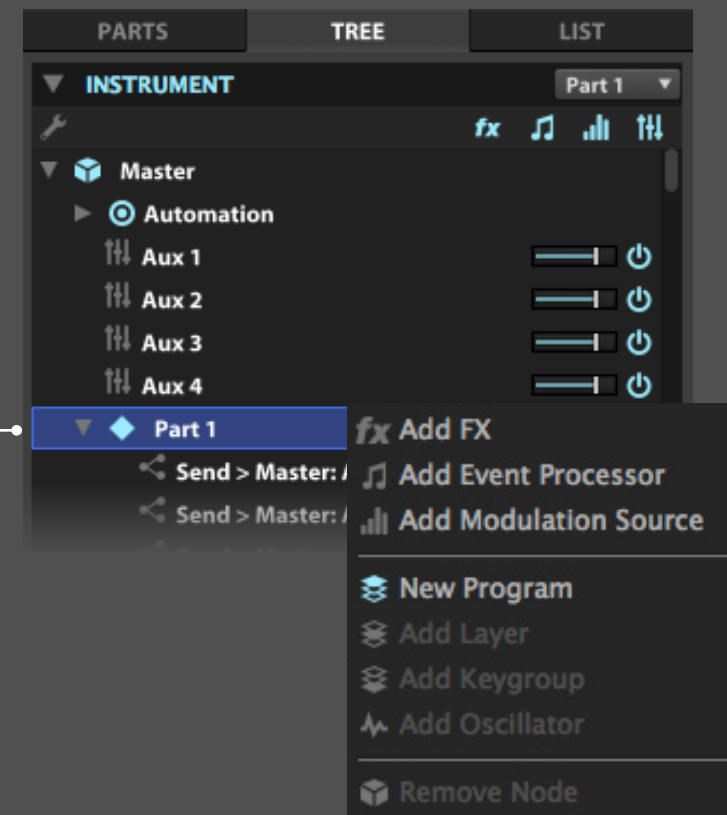 PARTS TREE LIST
INSTRUMENT Part 1
fx
Master
Automation
Aux 1
Aux 2
Aux 3
Aux 4
Part 1
Send > Master:
Send > Master:
fx Add FX
Add Event Processor
Add Modulation Source
New Program
Add Layer
Add Keygroup
Add Oscillator
Remove Node